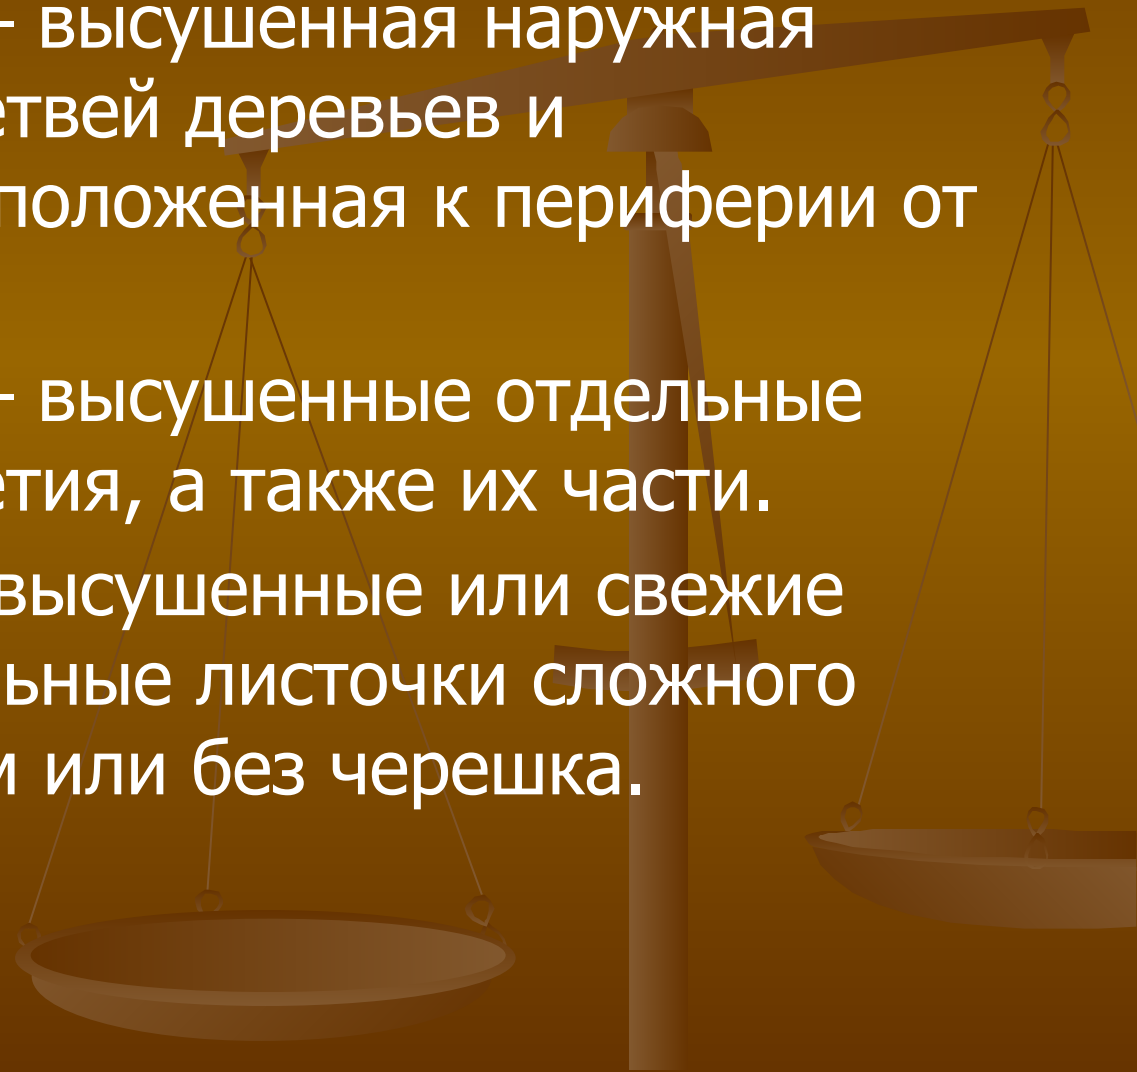 – высушенная наружная
етвей деревьев и
положенная к периферии от
– высушенные отдельные
етия, а также их части.
высушенные или свежие
ьные листочки сложного
м или без черешка.